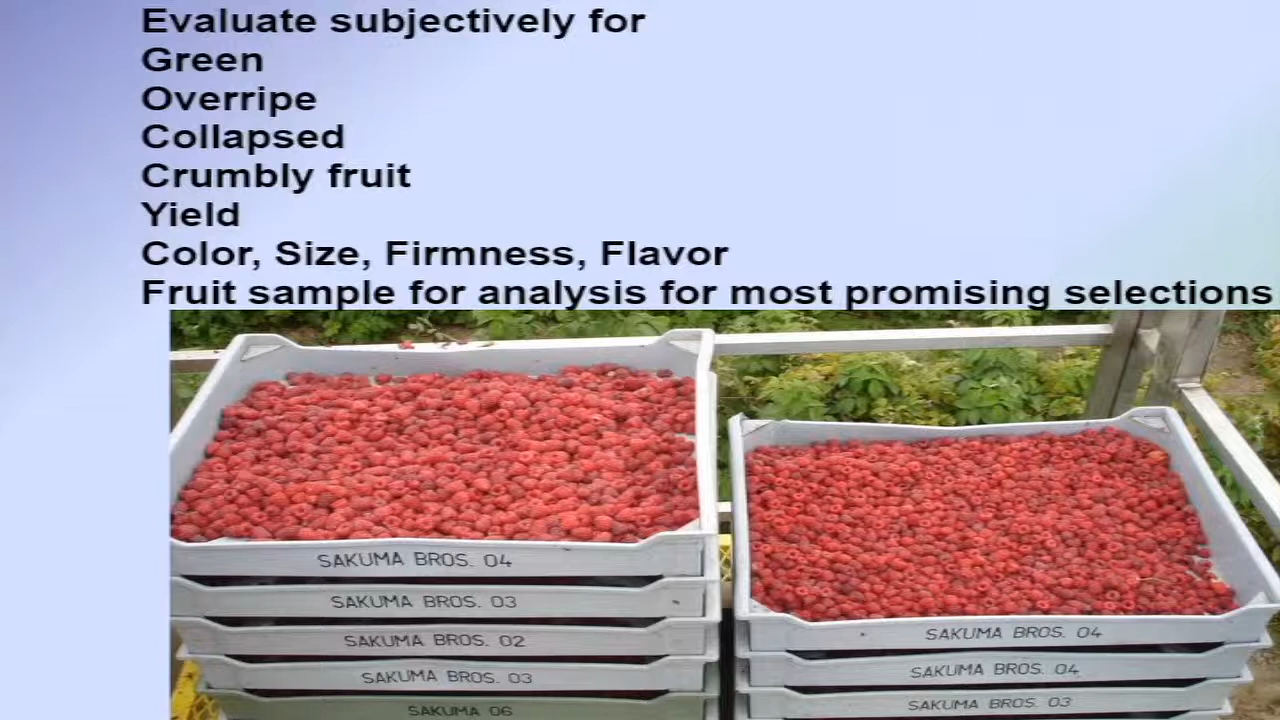 Evaluate subjectively for
Green
Overripe
Collapsed
Crumbly fruit
Yield
Color, Size, Firmness, Flavor
Fruit sample for analysis for most promising selections
SAKUMA BROS. 04
SAKUMA BROS. 03
SAKUMA BROS. 02
SAKUMA BROS. 03
SAKUMA 06
SAKUMA BROS. 04
SAKUMA BROS. 04
SAKUMA BROS. 03